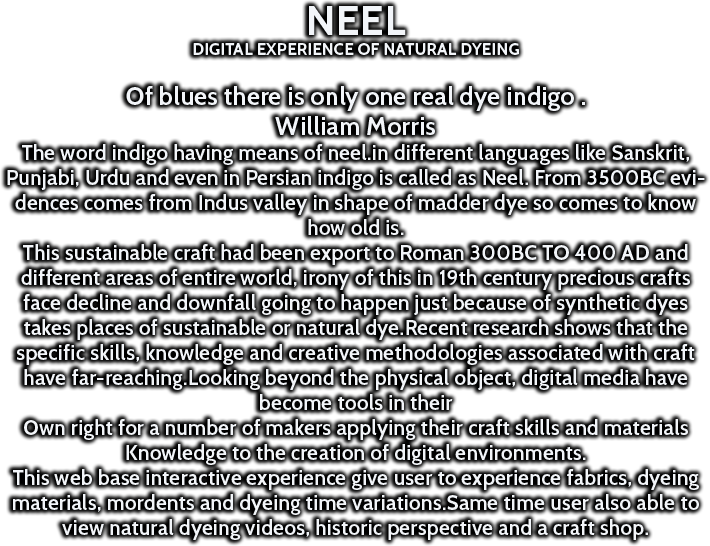 NEEL
DIGITAL EXPERIENCE OF NATURAL DYEING
Of blues there is only one real dye indigo .
William Morris
The word indigo having means of neel.in different languages like Sanskrit,
Punjabi, Urdu and even in Persian indigo is called as Neel. From 3500BC evi-
dences comes from Indus valley in shape of madder dye so comes to know
how old is.
This sustainable craft had been export to Roman 300BC TO 400 AD and
different areas of entire world, irony of this in 19th century precious crafts
face decline and downfall going to happen just because of synthetic dyes
takes places of sustainable or natural dye.Recent research shows that the
specific skills, knowledge and creative methodologies associated with craft
have far-reaching.Looking beyond the physical object, digital media have
become tools in their
Own right for a number of makers applying their craft skills and materials
Knowledge to the creation of digital environments.
This web base interactive experience give user to experience fabrics, dyeing
materials, mordents and dyeing time variations.Same time user also able to
view natural dyeing videos, historic perspective and a craft shop.